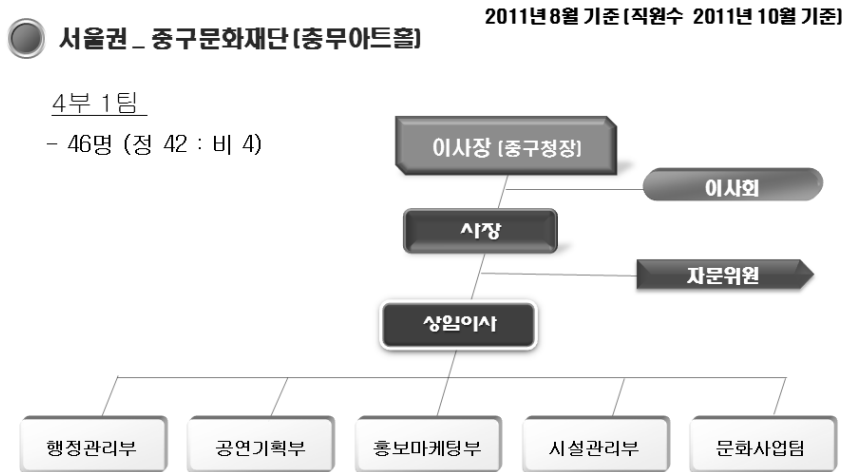 2011년 8월 기준 (직원수 2011년 10월 기준)
서울권 _ 중구문화재단 (충무아트홀)
4부 1팀
- 46명 (정 42 : 비 4)
이사장 (중구청장)
이사회
사장
자문위원
상임이사
행정관리부
공연기획부
홍보마케팅부
시설관리부
문화사업팀